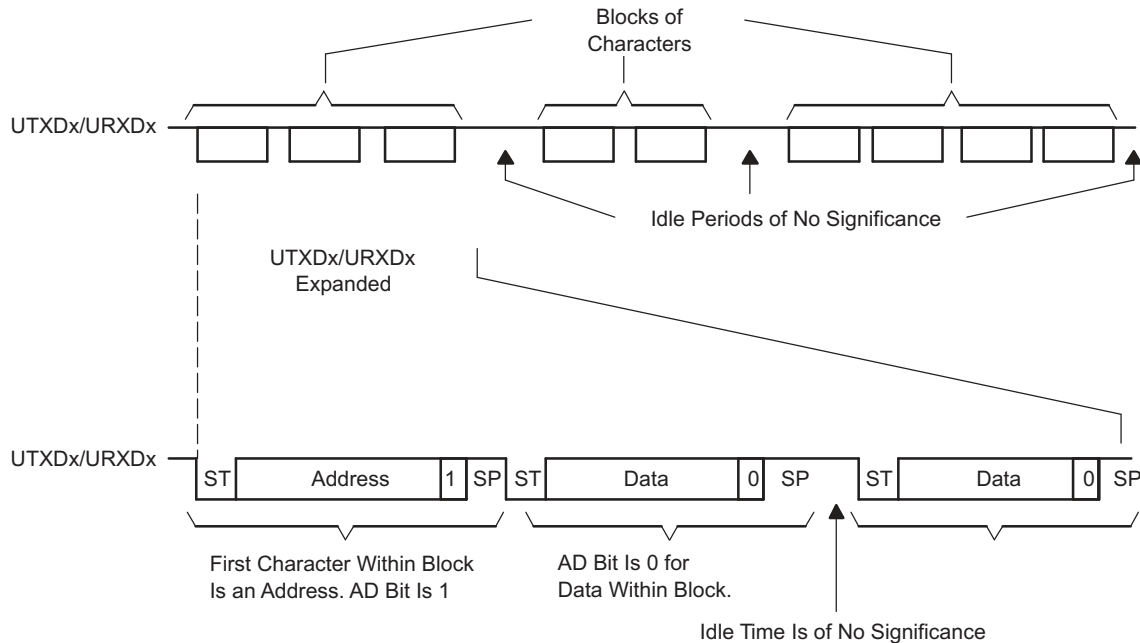 Blocks of
Characters
UTXDx/URXDx
Idle Periods of No Significance
UTXDx/URXDx
Expanded
UTXDx/URXDx
ST Address 1 SP ST Data 0 SP ST Data 0 SP
First Character Within Block
Is an Address. AD Bit Is 1
AD Bit Is 0 for
Data Within Block.
Idle Time Is of No Significance